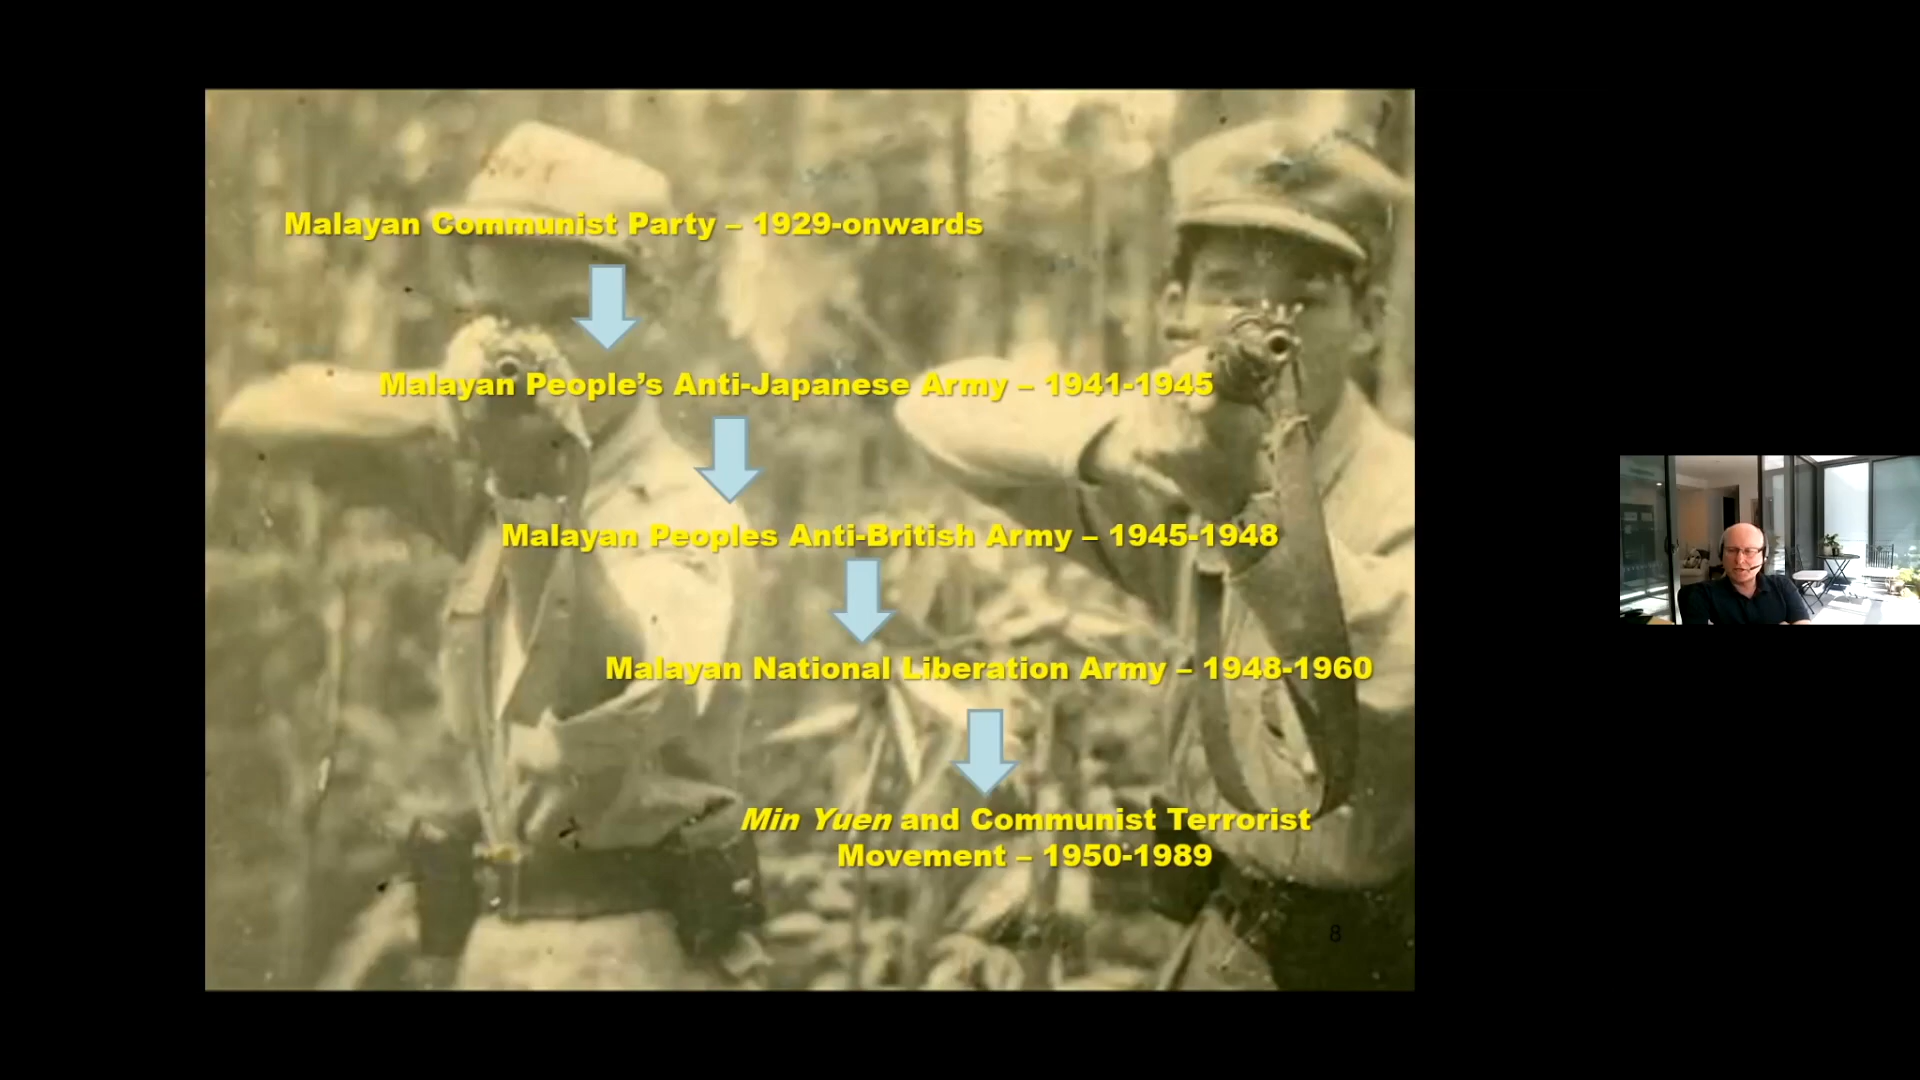 Malayan Communist Party – 1929-onwards
Malayan People’s Anti-Japanese Army – 1941-1945
Malayan Peoples Anti-British Army – 1945-1948
Malayan National Liberation Army – 1948-1960
Min Yuen and Communist Terrorist
Movement – 1950-1989
8